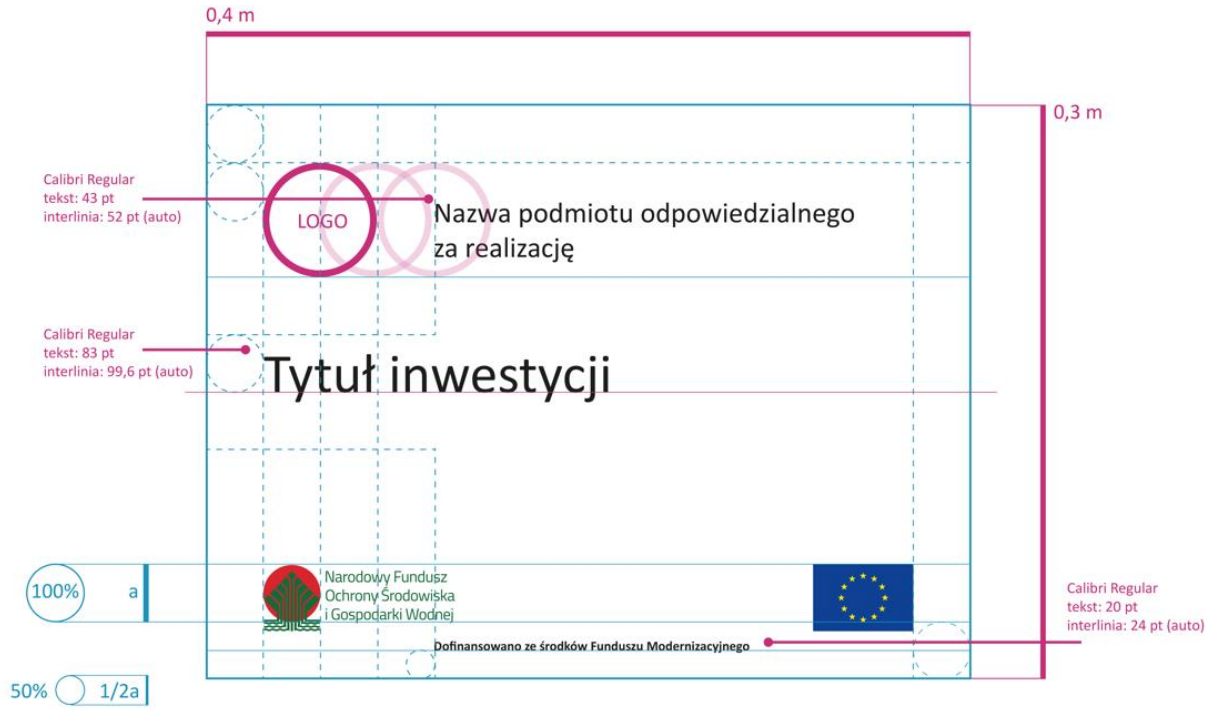 0,4 m
0,3 m
Calibri Regular
tekst: 43 pt
interlinia: 52 pt (auto)
LOGO
Nazwa podmiotu odpowiedzialnego
za realizację
Calibri Regular
tekst: 83 pt
interlinia: 99,6 pt (auto)
Tytuł inwestycji
100%
a
Narodowy Fundusz
Ochrony Środowiska
i Gospodarki Wodnej
Calibri Regular
tekst: 20 pt
interlinia: 24 pt (auto)
Dofinansowano ze środków Funduszu Modernizacyjnego
50%
1/2a